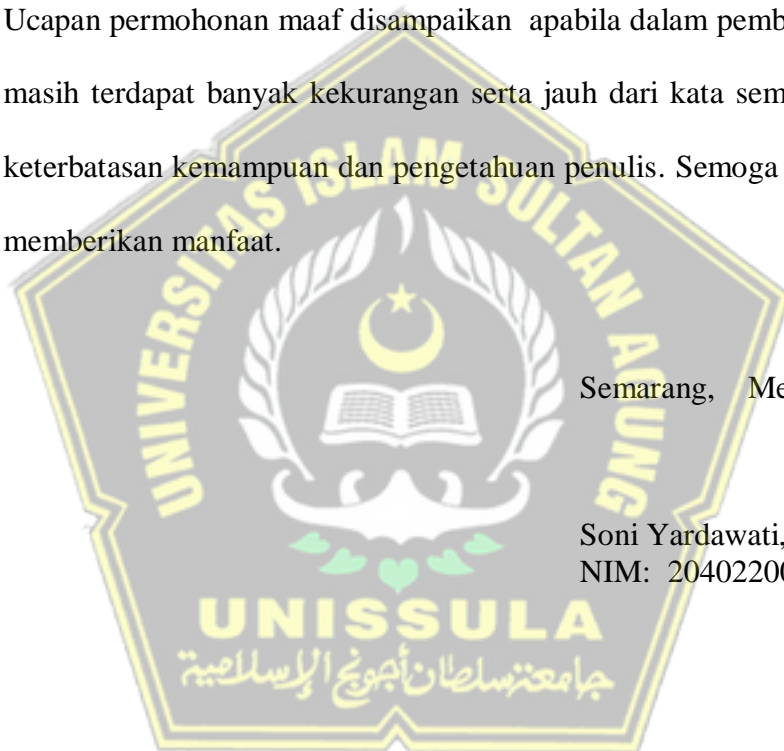 Ucapan permohonan maaf disampaikan apabila dalam pemb
masih terdapat banyak kekurangan serta jauh dari kata sem
keterbatasan kemampuan dan pengetahuan penulis. Semoga
memberikan manfaat.
UNIVERSITAS ISLAM SULTAN AGUNG
Semarang, Me
Soni Yardawati,
NIM: 20402200
UNISSULA
جامعة سلطان أجونج الإسلامية